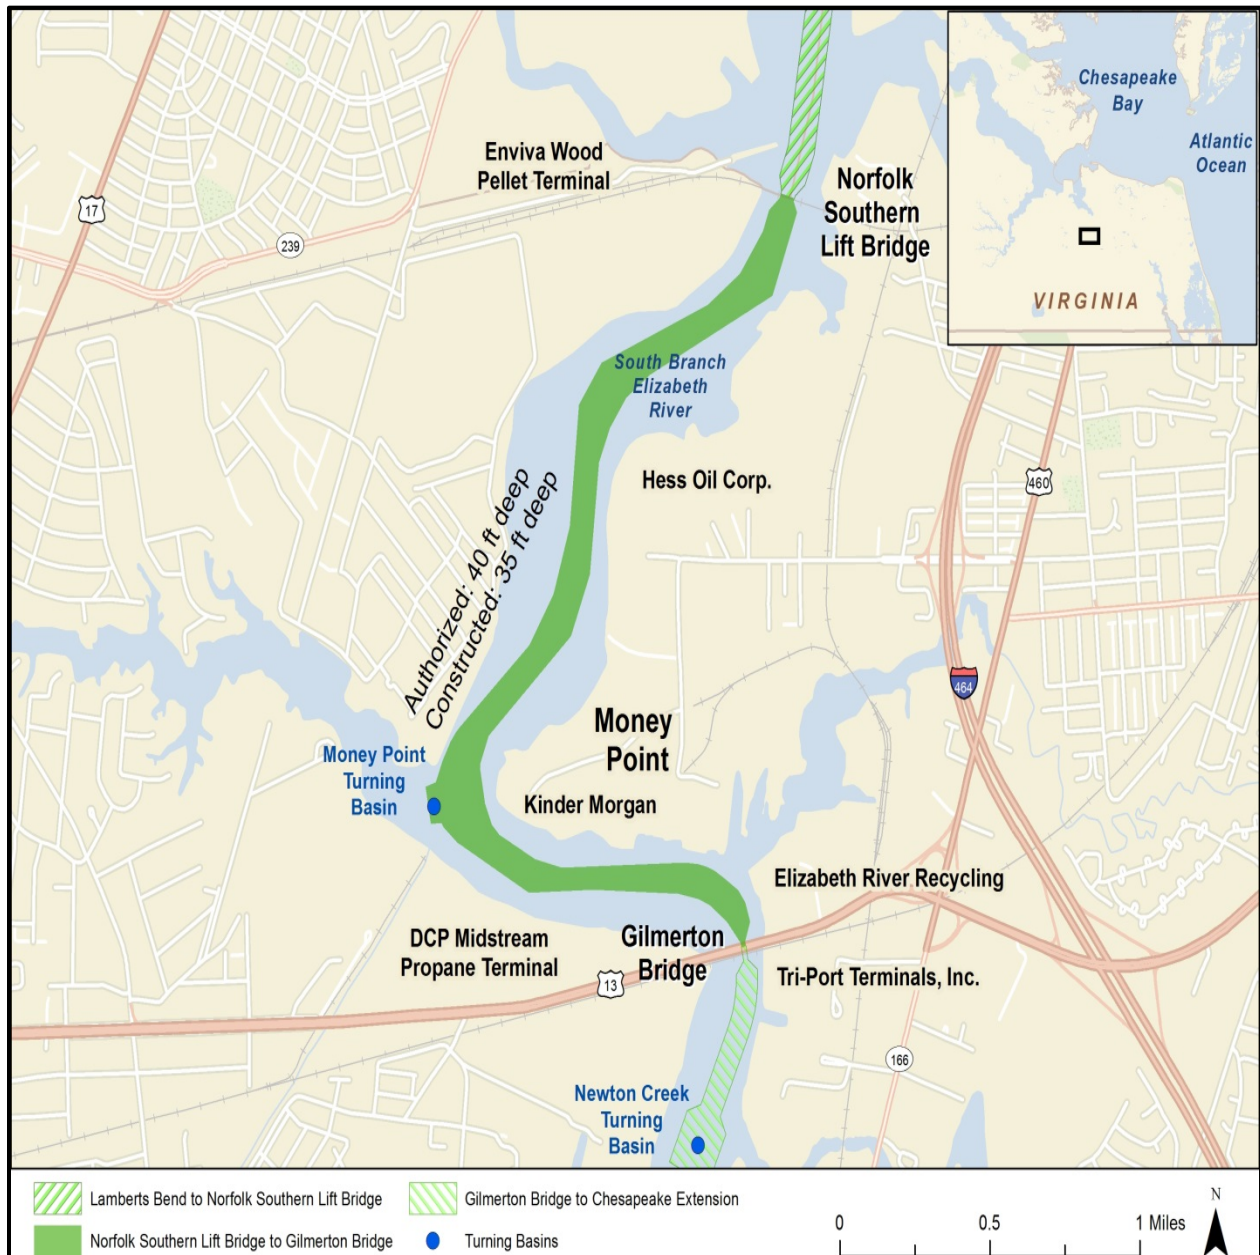 Chesapeake
Bay
Atlantic
Ocean
VIRGINIA
Enviva Wood
Pellet Terminal
Norfolk
Southern
Lift Bridge
17
239
South Branch
Elizabeth
River
Hess Oil Corp.
460
Authorized: 40 ft deep
Constructed: 35 ft deep
464
Money
Point
Money Point
Turning
Basin
Kinder Morgan
Elizabeth River Recycling
DCP Midstream
Propane Terminal
Gilmerton
Bridge
13
Tri-Port Terminals, Inc.
166
Newton Creek
Turning
Basin
Lamberts Bend to Norfolk Southern Lift Bridge
Gilmerton Bridge to Chesapeake Extension
Norfolk Southern Lift Bridge to Gilmerton Bridge
Turning Basins
0 0.5 1 Miles
N